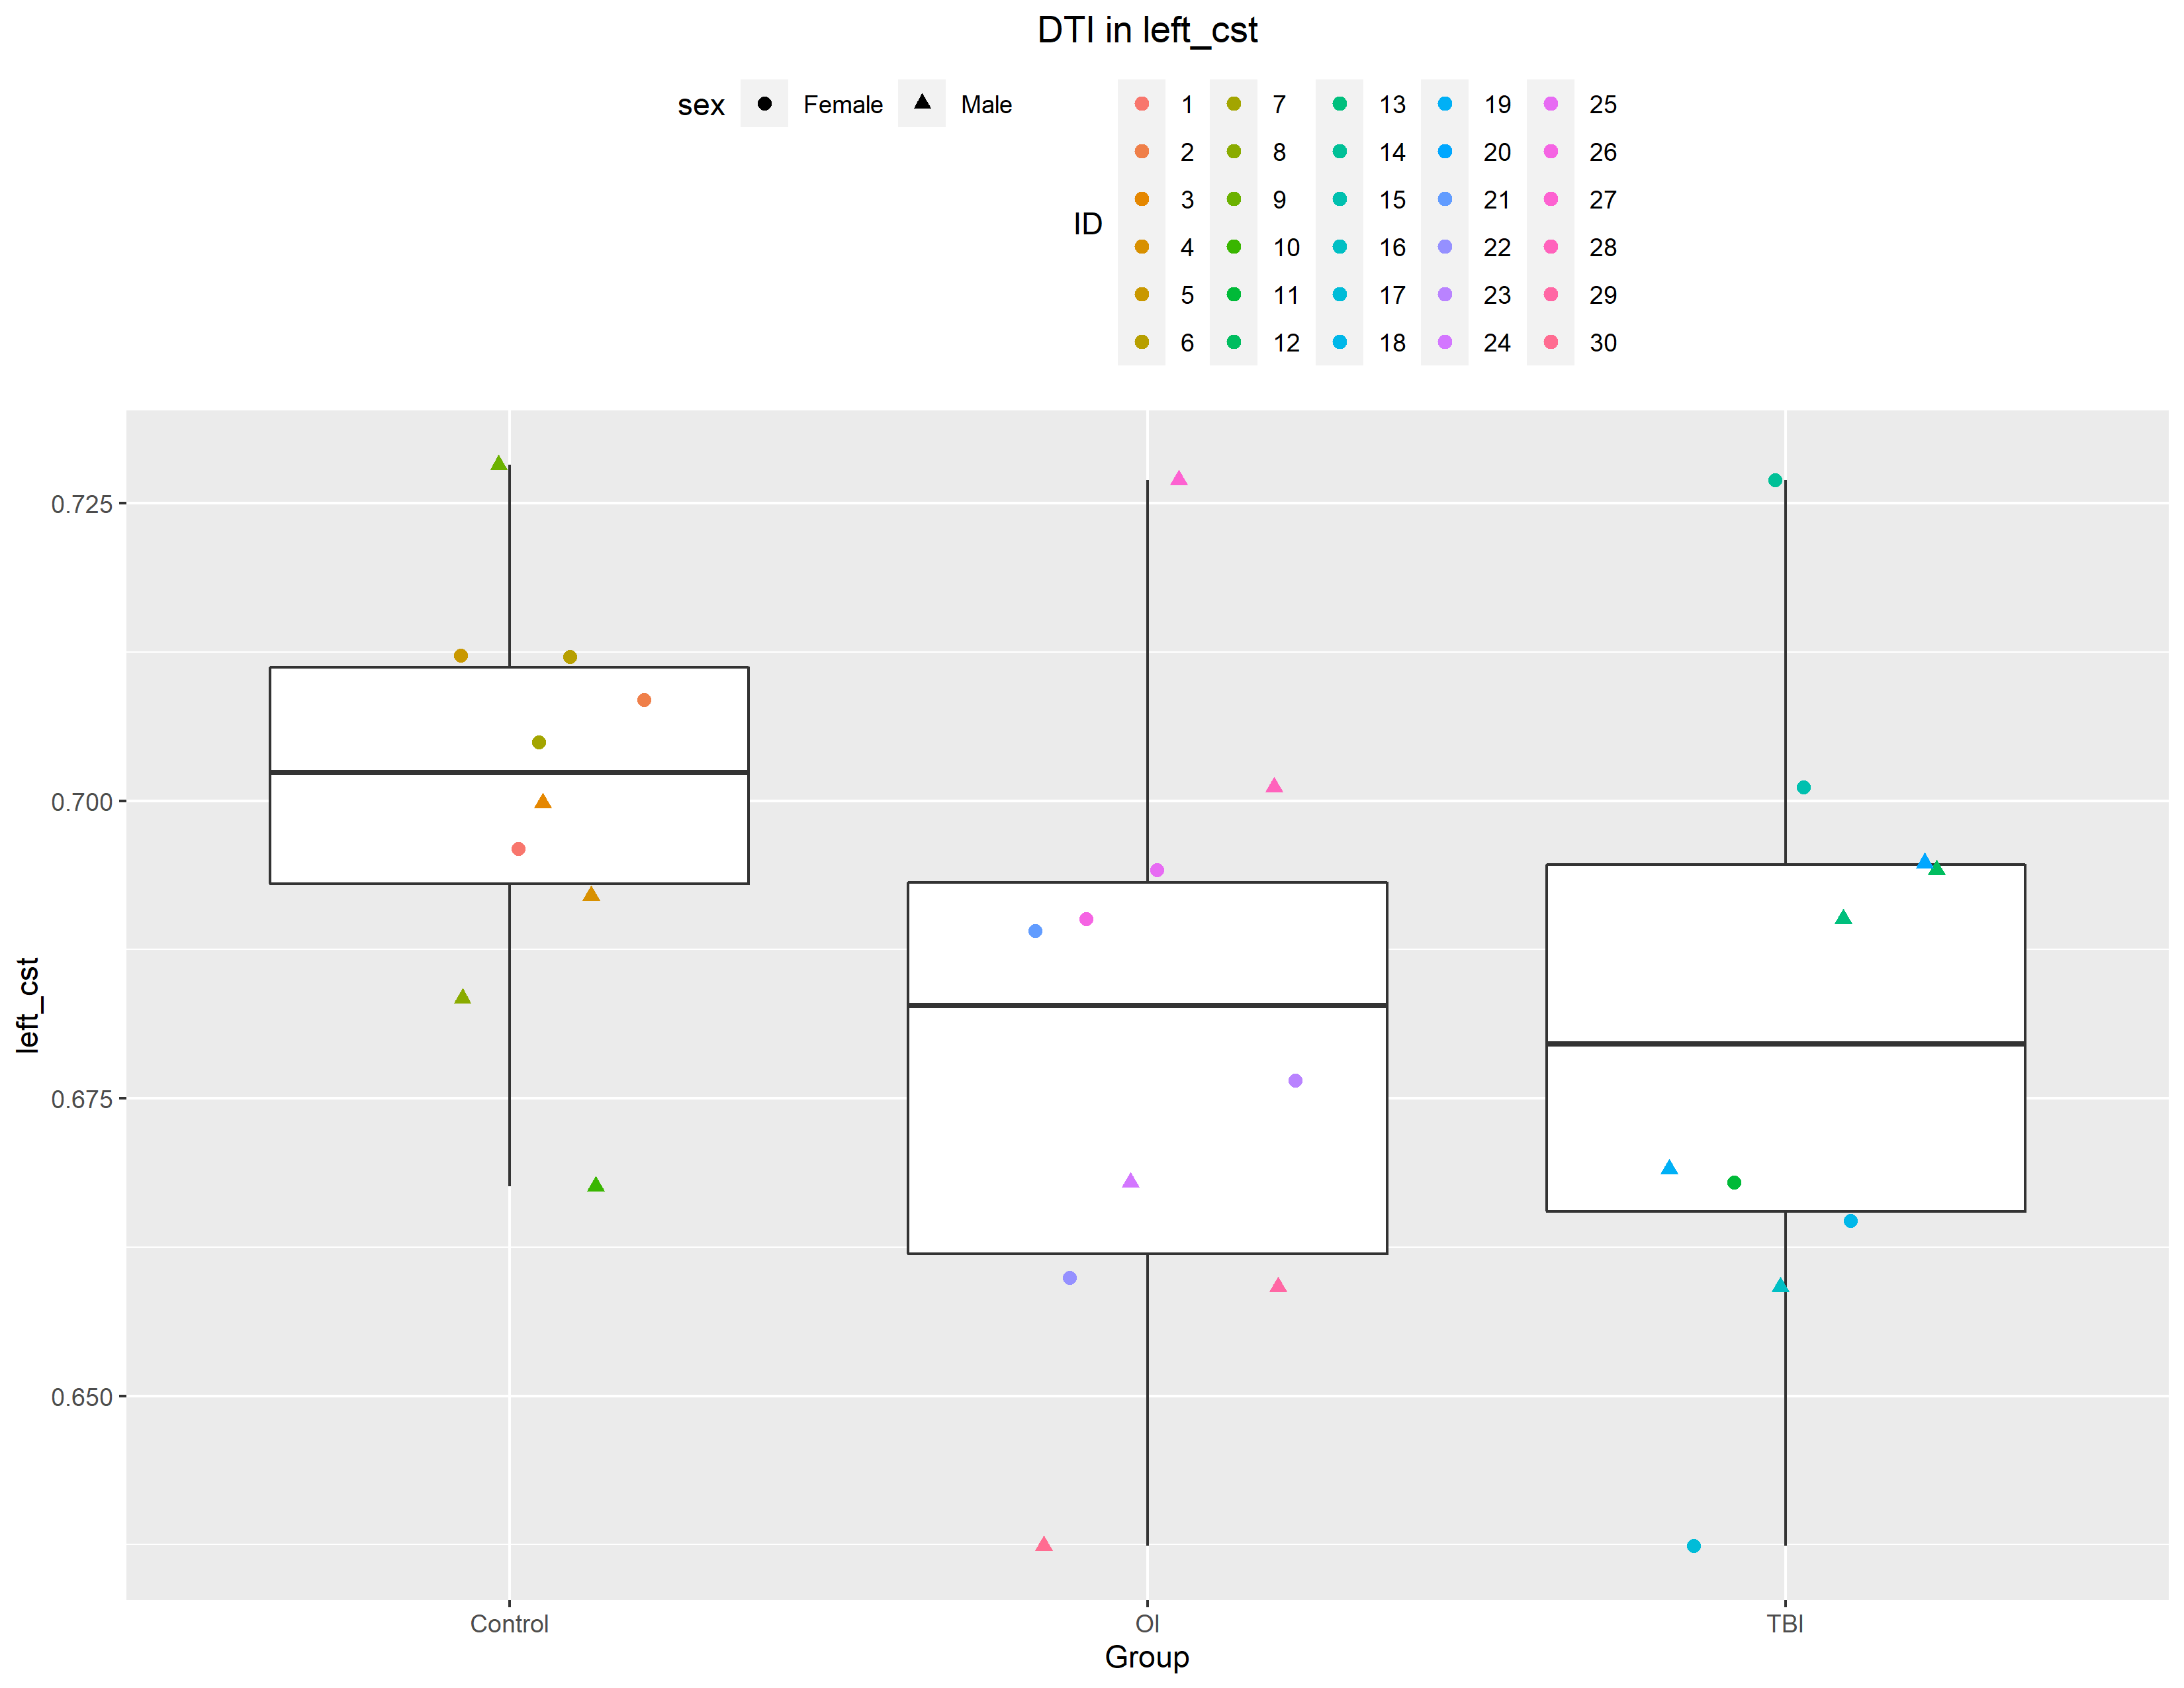 DTI in left_cst
sex Female Male
ID
1 7 13 19 25
2 8 14 20 26
3 9 15 21 27
4 10 16 22 28
5 11 17 23 29
6 12 18 24 30
left_cst
0.725
0.700
0.675
0.650
Control OI TBI
Group